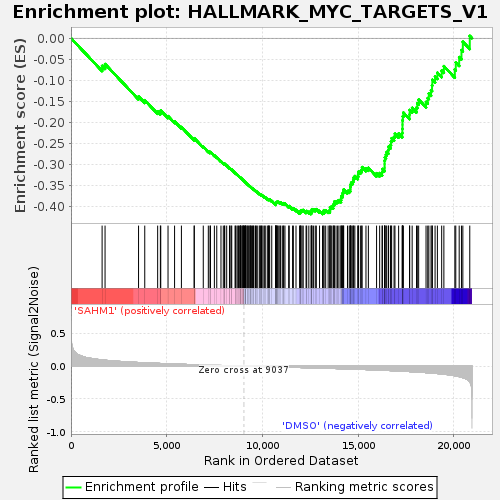 Enrichment plot: HALLMARK_MYC_TARGETS_V1
Enrichment score (ES)
0.00
-0.05
-0.10
-0.15
-0.20
-0.25
-0.30
-0.35
-0.40
'SAHM1' (positively correlated)
Ranked list metric (Signal2Noise)
0.5
0.0
-0.5
-1.0
Zero cross at 9037
'DMSO' (negatively correlated)
0
5,000
10,000
15,000
20,000
Rank in Ordered Dataset
Enrichment profile
Hits
Ranking metric scores